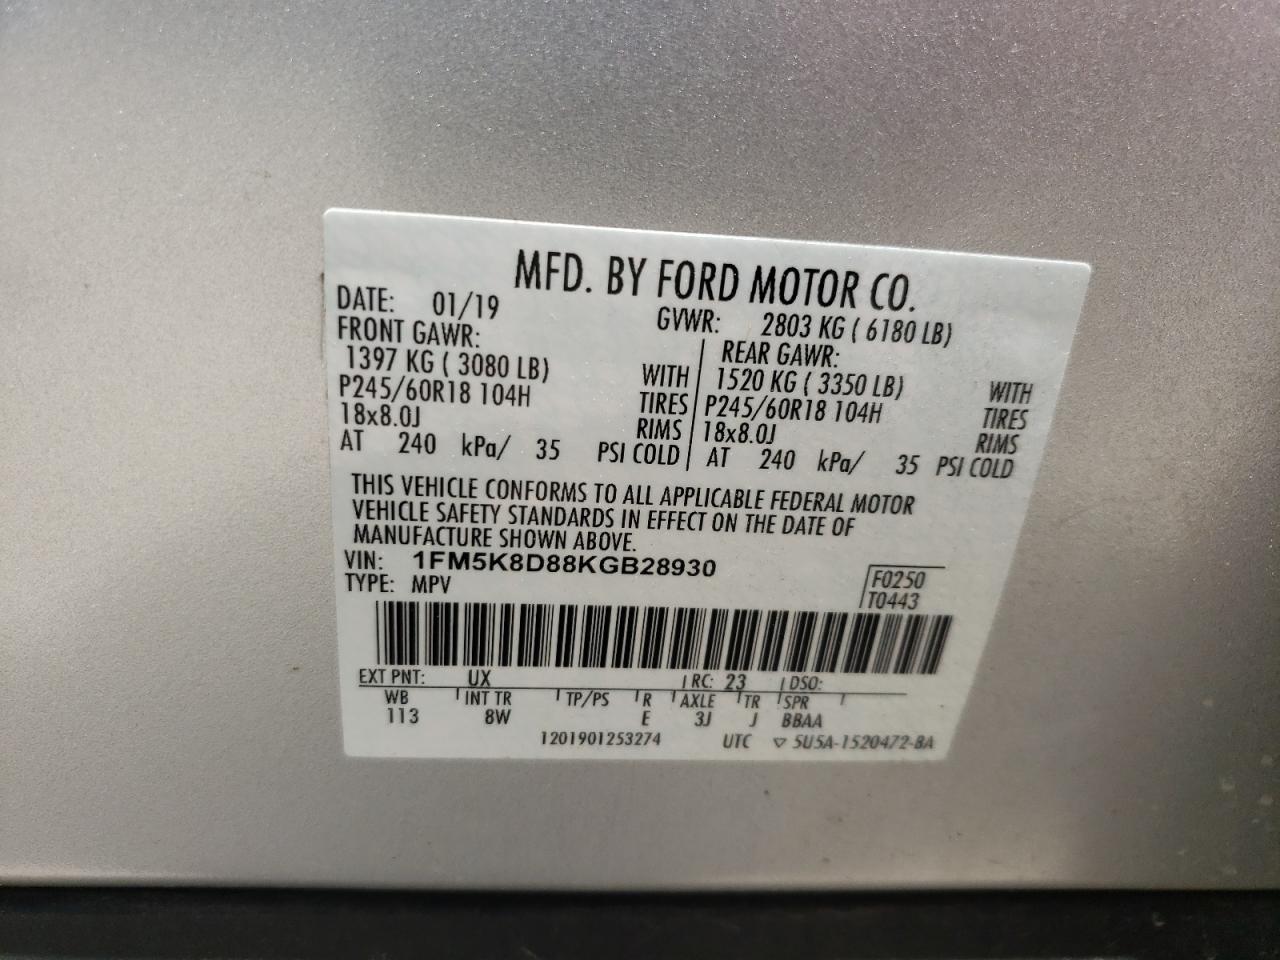 MFD. BY FORD MOTOR CO.
DATE: 01/19 GVWR: 2803 KG ( 6180 LB)
FRONT GAWR: REAR GAWR:
1397 KG ( 3080 LB) WITH 1520 KG ( 3350 LB) WITH
P245/60R18 104H TIRES P245/60R18 104H TIRES
18x8.0J RIMS 18x8.0J RIMS
AT 240 kPa/ 35 PSI COLD AT 240 kPa/ 35 PSI COLD
THIS VEHICLE CONFORMS TO ALL APPLICABLE FEDERAL MOTOR
VEHICLE SAFETY STANDARDS IN EFFECT ON THE DATE OF
MANUFACTURE SHOWN ABOVE.
VIN: 1FM5K8D88KGB28930 F0250
TYPE: MPV T0443
EXT PNT: UX RC: 23 DSO:
WB INT TR TP/PS R AXLE TR SPR
113 8W E 3J J BBAA
1201901253274 UTC ▽ 5U5A-1520472-BA